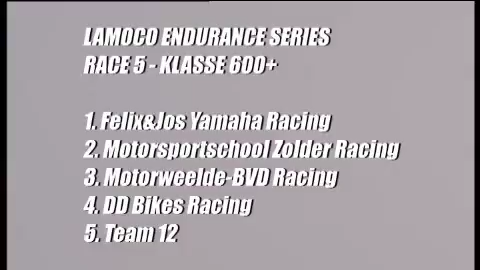 LAMOCO ENDURANCE SERIES
RACE 5 - KLASSE 600+
1. Felix&Jos Yamaha Racing
2. Motorsportschool Zolder Racing
3. Motorweelde-BVD Racing
4. DD Bikes Racing
5. Team 12